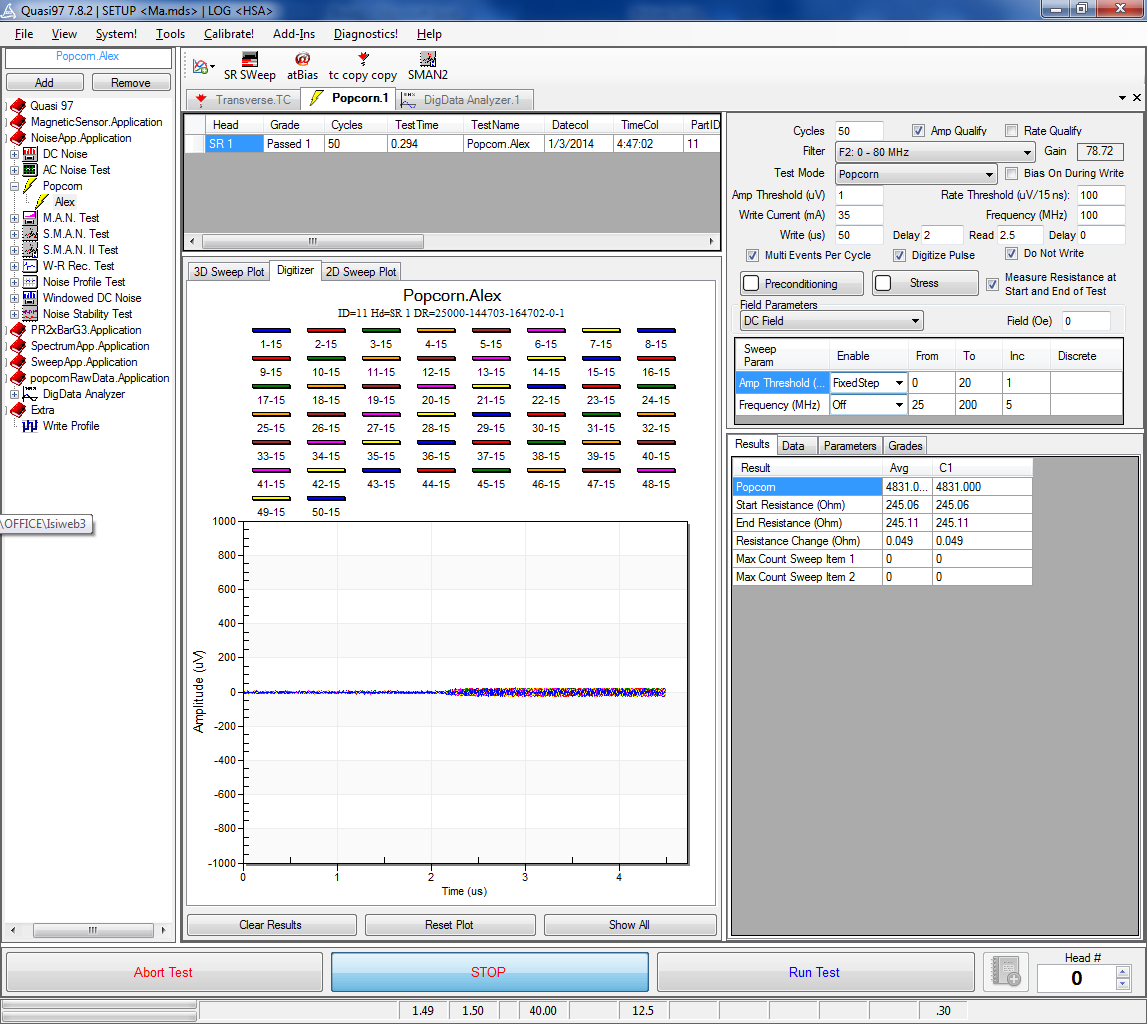 Quasi97 7.8.2 | SETUP <Ma.mds> | LOG <HSA>
File View System! Tools Calibrate! Add-Ins Diagnostics! Help
Popcorn.Alex
Add Remove
Quasi 97
MagneticSensor.Application
NoiseApp.Application
DC Noise
AC Noise Test
Popcorn
Alex
M.A.N. Test
S.M.A.N. Test
S.M.A.N. II Test
W-R Rec. Test
Noise Profile Test
Windowed DC Noise
Noise Stability Test
PR2xBarG3.Application
SpectrumApp.Application
SweepApp.Application
popcornRawData.Application
DigData Analyzer
Extra
Write Profile
\OFFICE\Isiweb3
SR SWeep atBias tc copy copy SMAN2
Transverse.TC Popcorn.1 DigData Analyzer.1
Head Grade Cycles TestTime TestName Datecol TimeCol PartID
SR 1 Passed 1 50 0.294 Popcorn.Alex 1/3/2014 4:47:02 11
3D Sweep Plot Digitizer 2D Sweep Plot
Popcorn.Alex
ID=11 Hd=SR 1 DR=25000-144703-164702-0-1
1-15 2-15 3-15 4-15 5-15 6-15 7-15 8-15
9-15 10-15 11-15 12-15 13-15 14-15 15-15 16-15
17-15 18-15 19-15 20-15 21-15 22-15 23-15 24-15
25-15 26-15 27-15 28-15 29-15 30-15 31-15 32-15
33-15 34-15 35-15 36-15 37-15 38-15 39-15 40-15
41-15 42-15 43-15 44-15 45-15 46-15 47-15 48-15
49-15 50-15
1000
800
600
400
200
0
-200
-400
-600
-800
-1000
Amplitude (uV)
0 1 2 3 4
Time (us)
Clear Results Reset Plot Show All
Cycles 50 Amp Qualify Rate Qualify
Filter F2: 0 - 80 MHz Gain 78.72
Test Mode Popcorn Bias On During Write
Amp Threshold (uV) 1 Rate Threshold (uV/15 ns): 100
Write Current (mA) 35 Frequency (MHz) 100
Write (us) 50 Delay 2 Read 2.5 Delay 0
Multi Events Per Cycle Digitize Pulse Do Not Write
Preconditioning Stress Measure Resistance at
Start and End of Test
Field Parameters
DC Field Field (Oe) 0
Sweep
Param Enable From To Inc Discrete
Amp Threshold (... FixedStep 0 20 1
Frequency (MHz) Off 25 200 5
Results Data Parameters Grades
Result Avg C1
Popcorn 4831.0... 4831.000
Start Resistance (Ohm) 245.06 245.06
End Resistance (Ohm) 245.11 245.11
Resistance Change (Ohm) 0.049 0.049
Max Count Sweep Item 1 0 0
Max Count Sweep Item 2 0 0
Abort Test STOP Run Test Head #
0
1.49 1.50 40.00 12.5 .30